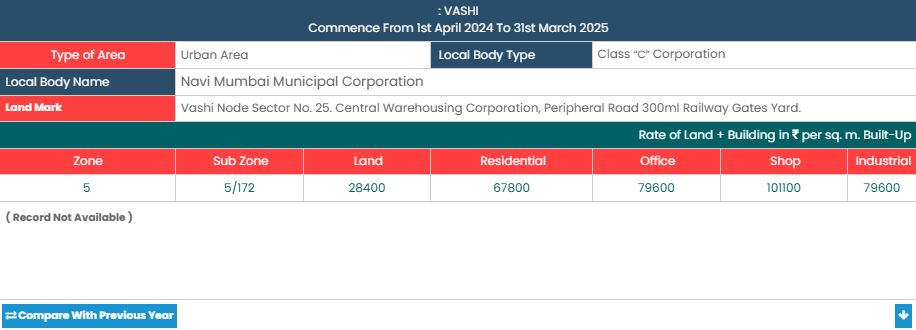 : VASHI
Commence From 1st April 2024 To 31st March 2025
Type of Area Urban Area Local Body Type Class "C" Corporation
Local Body Name Navi Mumbai Municipal Corporation
Land Mark Vashi Node Sector No. 25. Central Warehousing Corporation, Peripheral Road 300ml Railway Gates Yard.
Rate of Land + Building in ₹ per sq. m. Built-Up
Zone Sub Zone Land Residential Office Shop Industrial
5 5/172 28400 67800 79600 101100 79600
( Record Not Available )
Compare With Previous Year